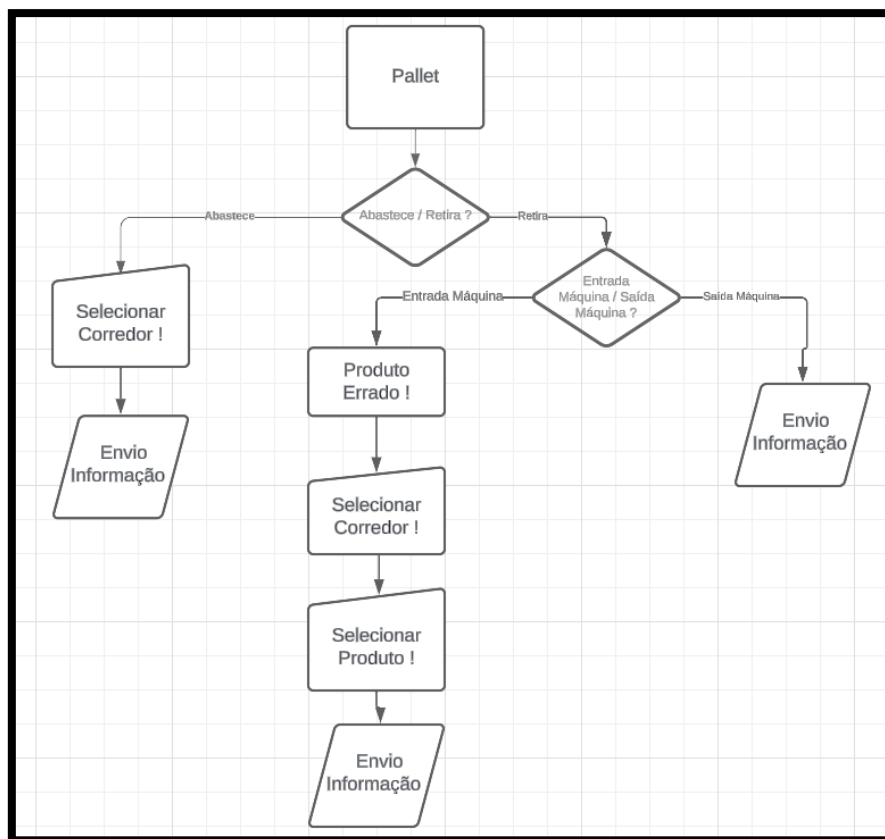 Pallet
Abastece / Retira ?
Abastece
Retira
Entrada
Máquina / Saída
Máquina ?
Entrada Máquina
Saída Máquina
Selecionar
Corredor !
Produto
Errado !
Envio
Informação
Envio
Informação
Selecionar
Corredor !
Selecionar
Produto !
Envio
Informação